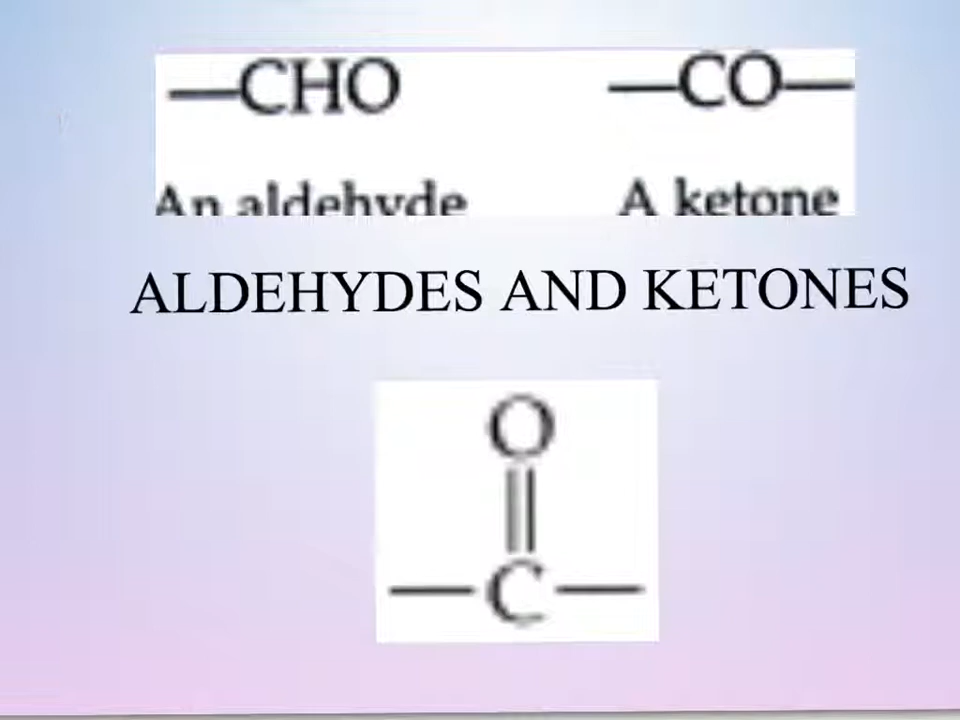 —CHO —CO—
An aldehyde A ketone
ALDEHYDES AND KETONES
O
||
—C—